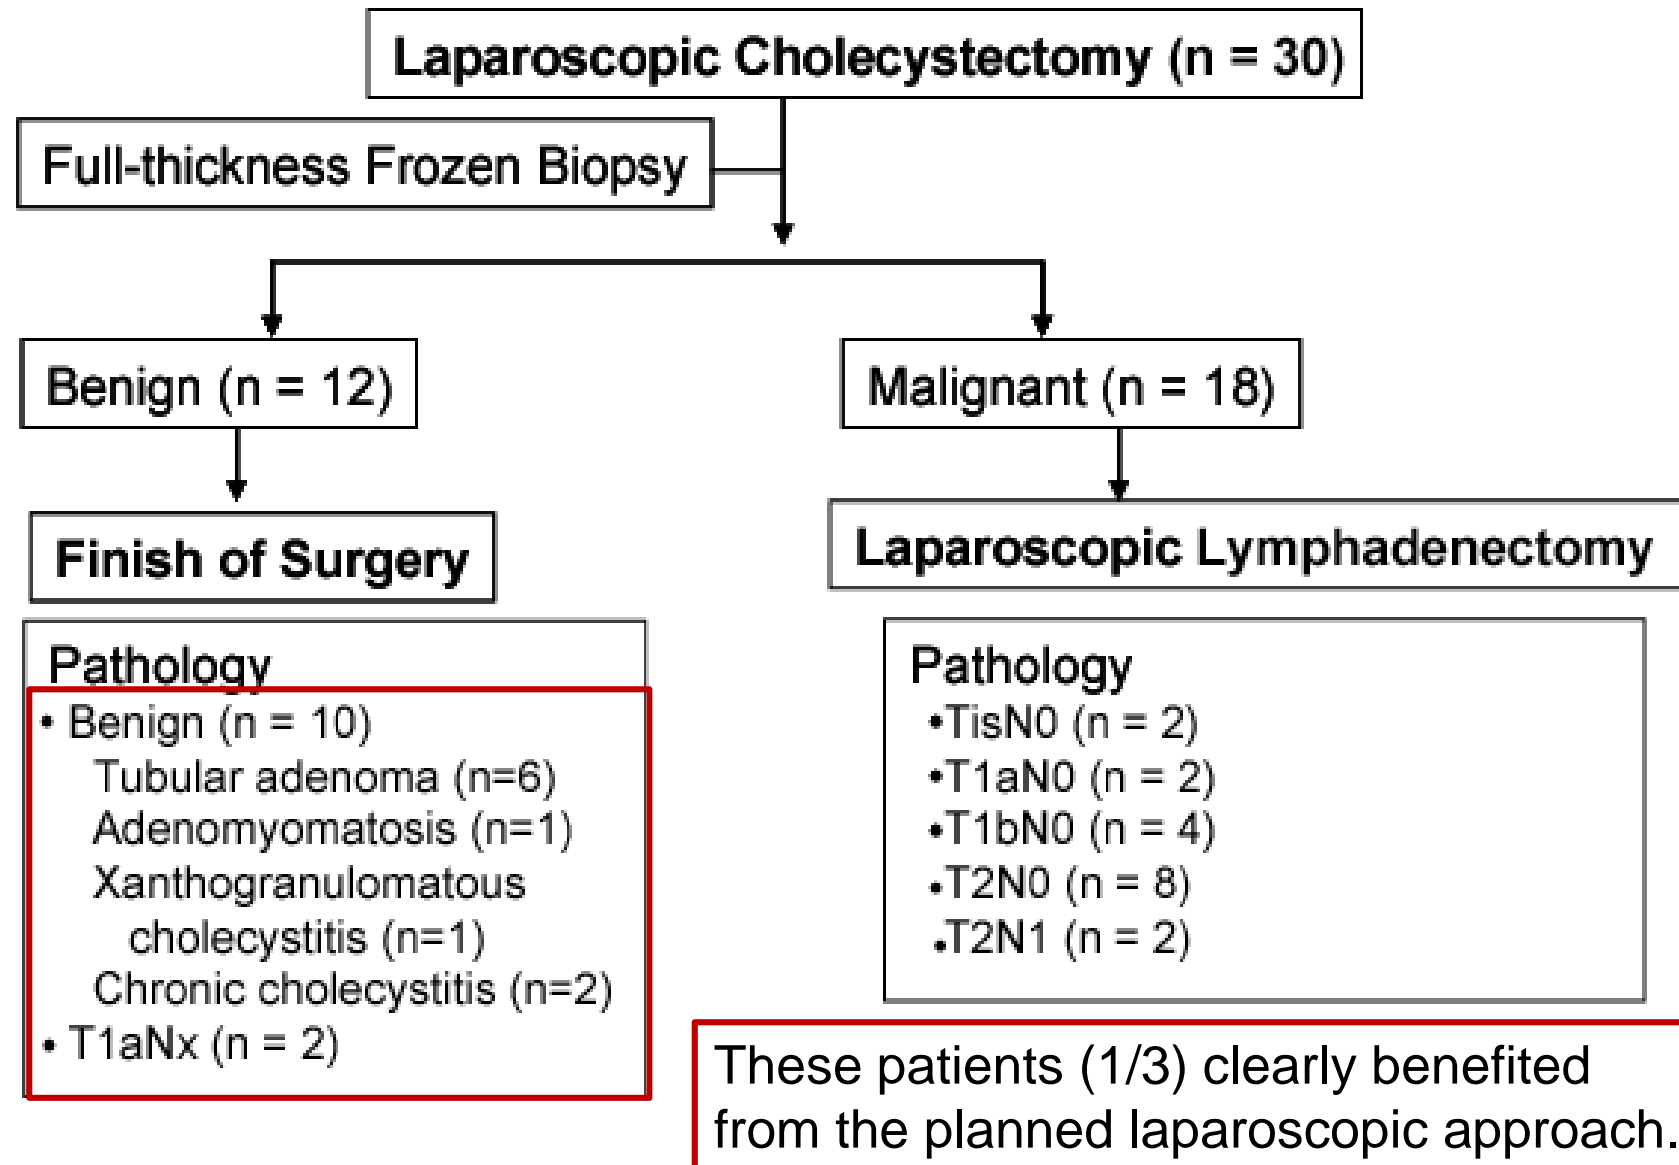 Laparoscopic Cholecystectomy (n = 30)
Full-thickness Frozen Biopsy
Benign (n = 12)
Malignant (n = 18)
Finish of Surgery
Laparoscopic Lymphadenectomy
Pathology
• Benign (n = 10)
Tubular adenoma (n=6)
Adenomyomatosis (n=1)
Xanthogranulomatous
cholecystitis (n=1)
Chronic cholecystitis (n=2)
• T1aNx (n = 2)
Pathology
•TisN0 (n = 2)
•T1aN0 (n = 2)
•T1bN0 (n = 4)
•T2N0 (n = 8)
•T2N1 (n = 2)
These patients (1/3) clearly benefited
from the planned laparoscopic approach.